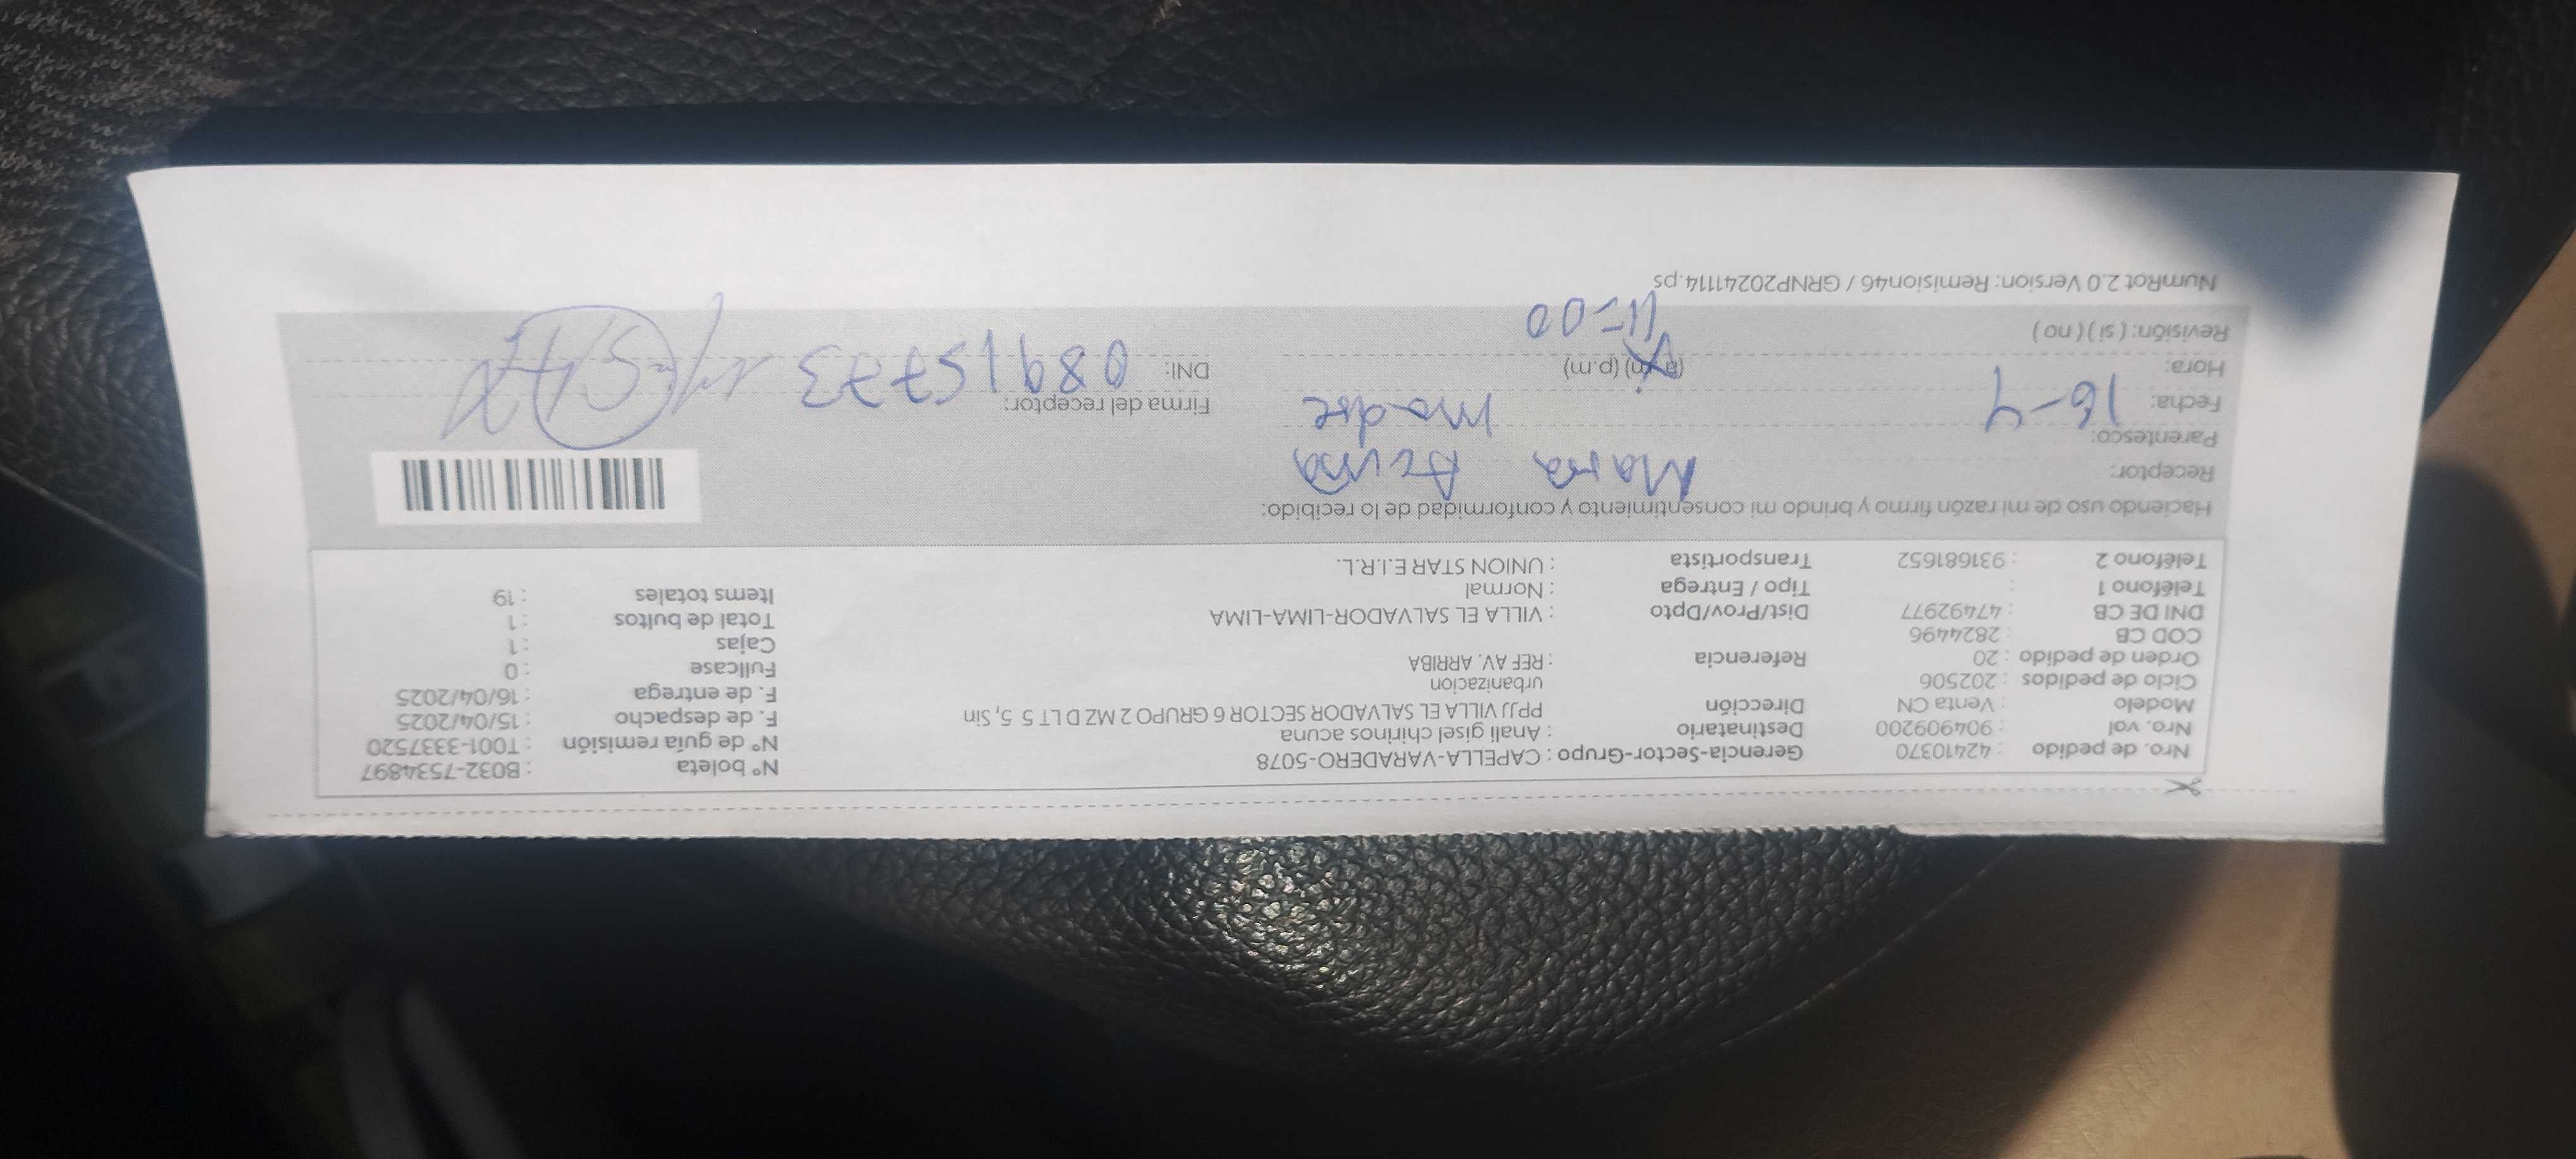 Nro. de pedido : 42410370 Gerencia-Sector-Grupo : CAPELLA-VARADERO-5078 N° boleta : B032-7534897
Nro. vol : 904909200 Destinatario : Anali gisel chirinos acuna N° de guía remisión : T001-3337520
Modelo : Venta CN Dirección PPJJ VILLA EL SALVADOR SECTOR 6 GRUPO 2 MZ D LT 5 5, Sin F. de despacho : 15/04/2025
Ciclo de pedidos : 202506 urbanizacion F. de entrega : 16/04/2025
Orden de pedido : 20 Referencia : REF AV. ARRIBA Fullcase : 0
COD CB : 2824496 Cajas : 1
DNI DE CB : 47492977 Dist/Prov/Dpto : VILLA EL SALVADOR-LIMA-LIMA Total de bultos : 1
Teléfono 1 : Tipo / Entrega : Normal Items totales : 19
Teléfono 2 : 931681652 Transportista : UNION STAR E.I.R.L.
Haciendo uso de mi razón firmo y brindo mi consentimiento y conformidad de lo recibido:
Receptor: Mara Acuña
Parentesco: madre
Fecha: 16-4 Firma del receptor:
Hora: (a.m) (p.m) 11-00 DNI: 08915773
Revisión: ( si ) ( no )
NumRot 2.0 Version: Remision46 / GRNP20241114.ps